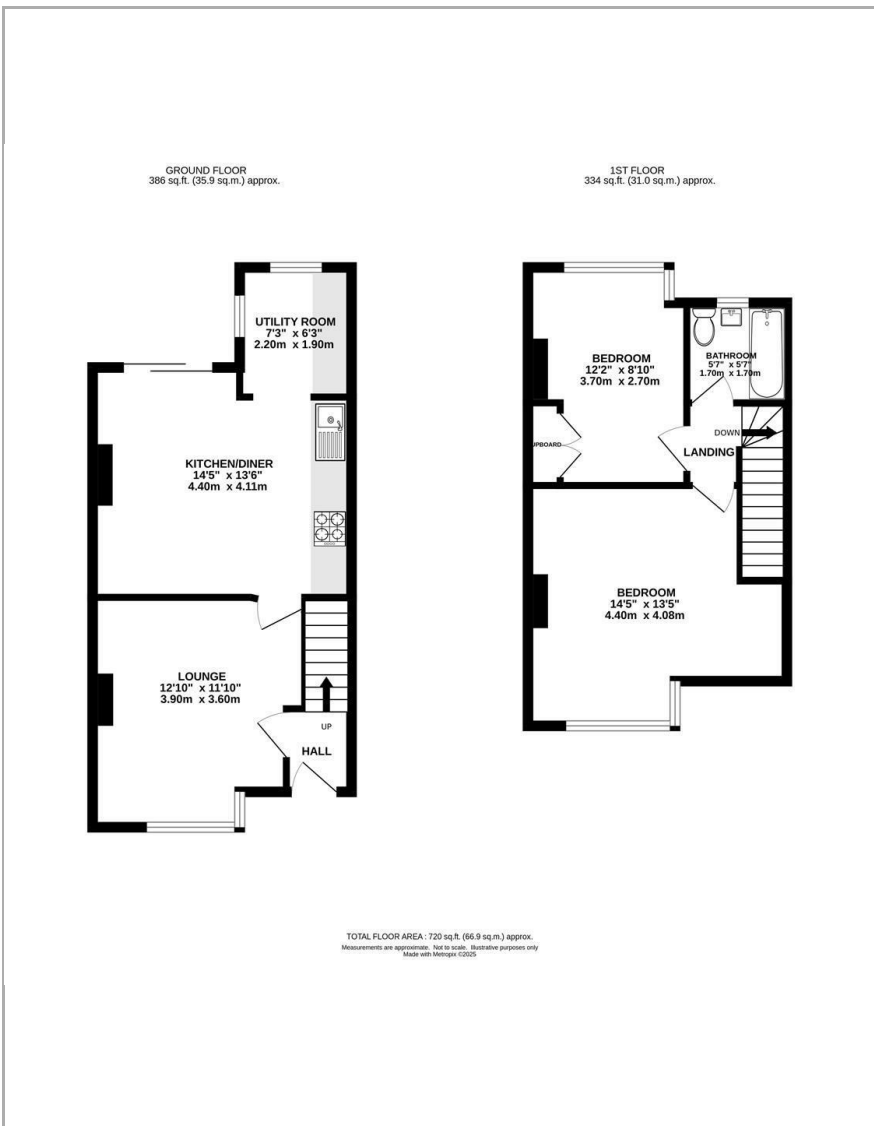 GROUND FLOOR
386 sq.ft. (35.9 sq.m.) approx.
1ST FLOOR
334 sq.ft. (31.0 sq.m.) approx.
UTILITY ROOM
7'3" x 6'3"
2.20m x 1.90m
KITCHEN/DINER
14'5" x 13'6"
4.40m x 4.11m
LOUNGE
12'10" x 11'10"
3.90m x 3.60m
UP
HALL
BEDROOM
12'2" x 8'10"
3.70m x 2.70m
BATHROOM
5'7" x 5'7"
1.70m x 1.70m
UPBOARD
DOWN
LANDING
BEDROOM
14'5" x 13'5"
4.40m x 4.08m
TOTAL FLOOR AREA : 720 sq.ft. (66.9 sq.m.) approx.
Measurements are approximate. Not to scale. Illustrative purposes only
Made with Metropix ©2025